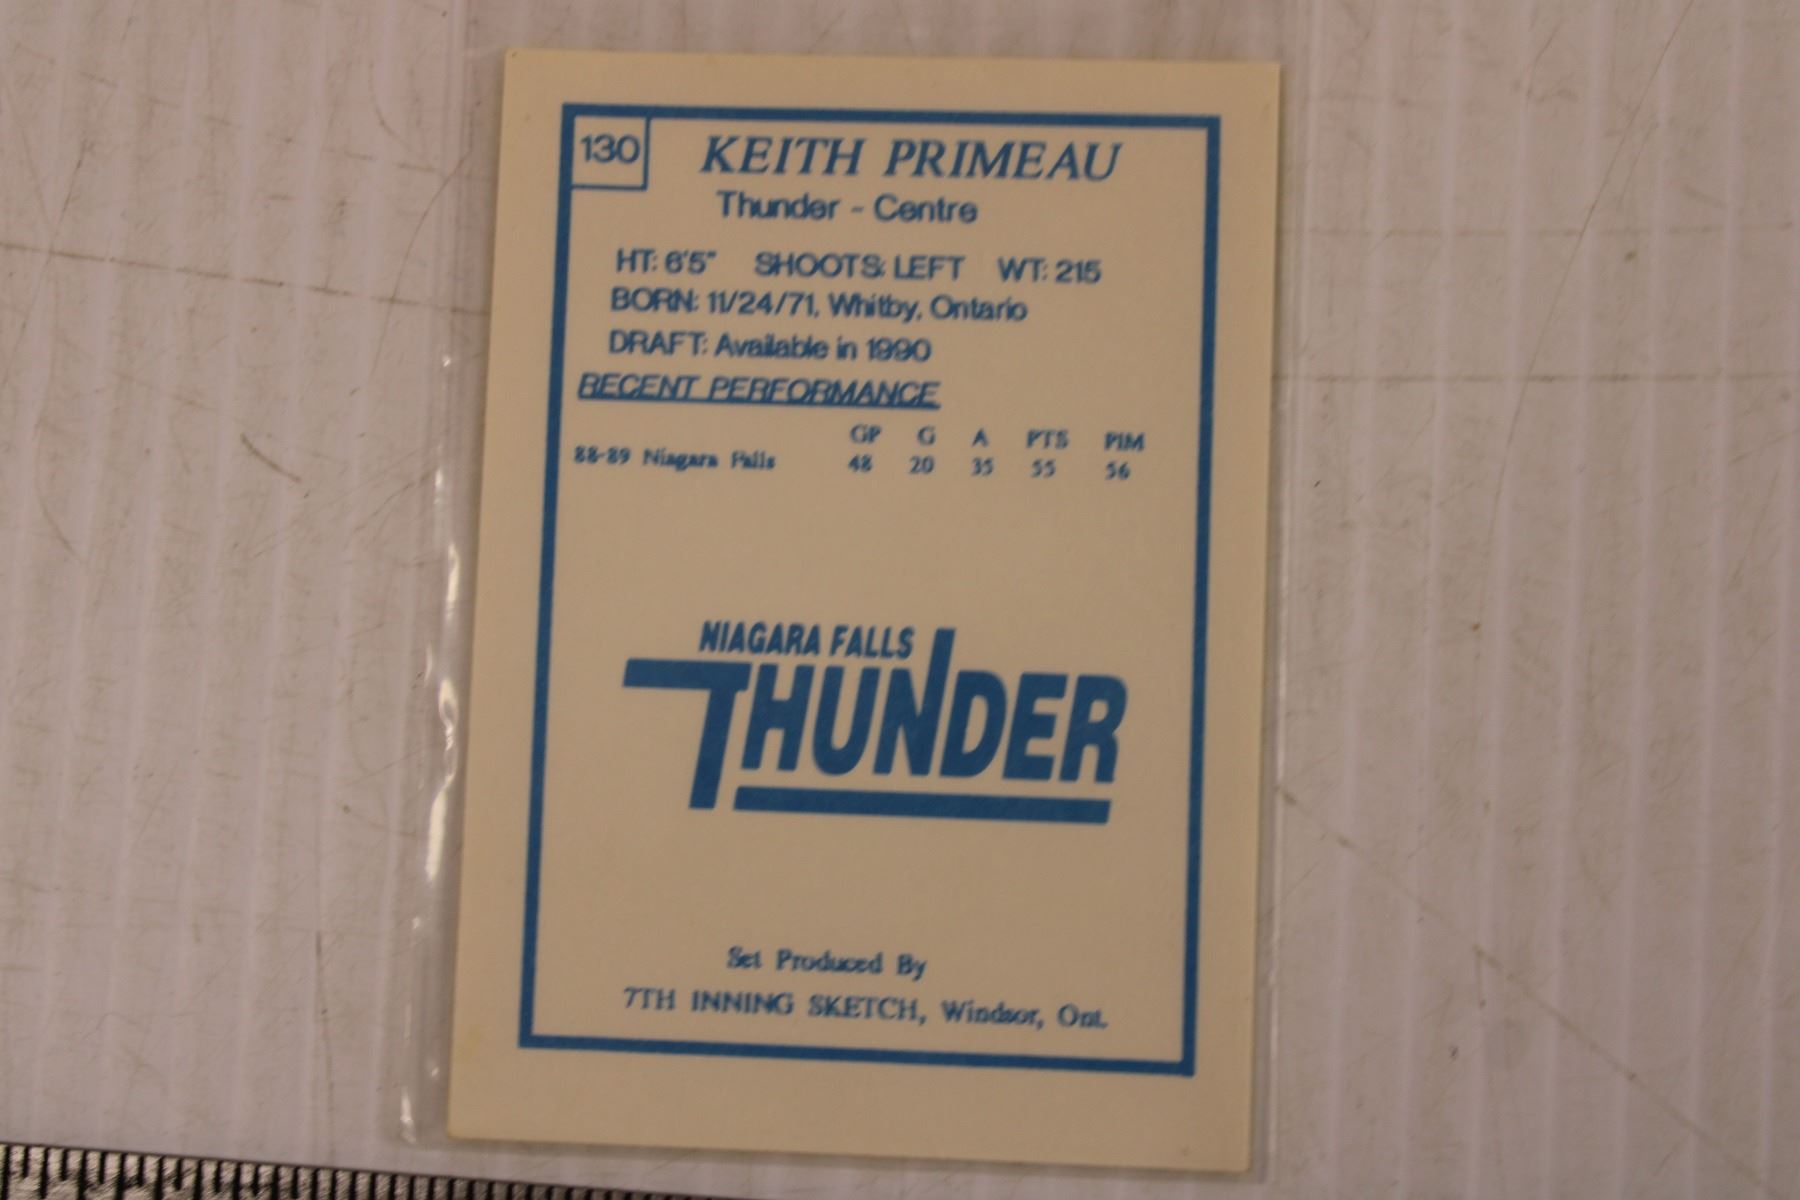 130
KEITH PRIMEAU
Thunder - Centre
HT: 6'5" SHOOTS: LEFT WT: 215
BORN: 11/24/71, Whitby, Ontario
DRAFT: Available in 1990
RECENT PERFORMANCE
GP G A PTS PIM
88-89 Niagara Falls 48 20 35 55 56
NIAGARA FALLS
THUNDER
Set Produced By
7TH INNING SKETCH, Windsor, Ont.